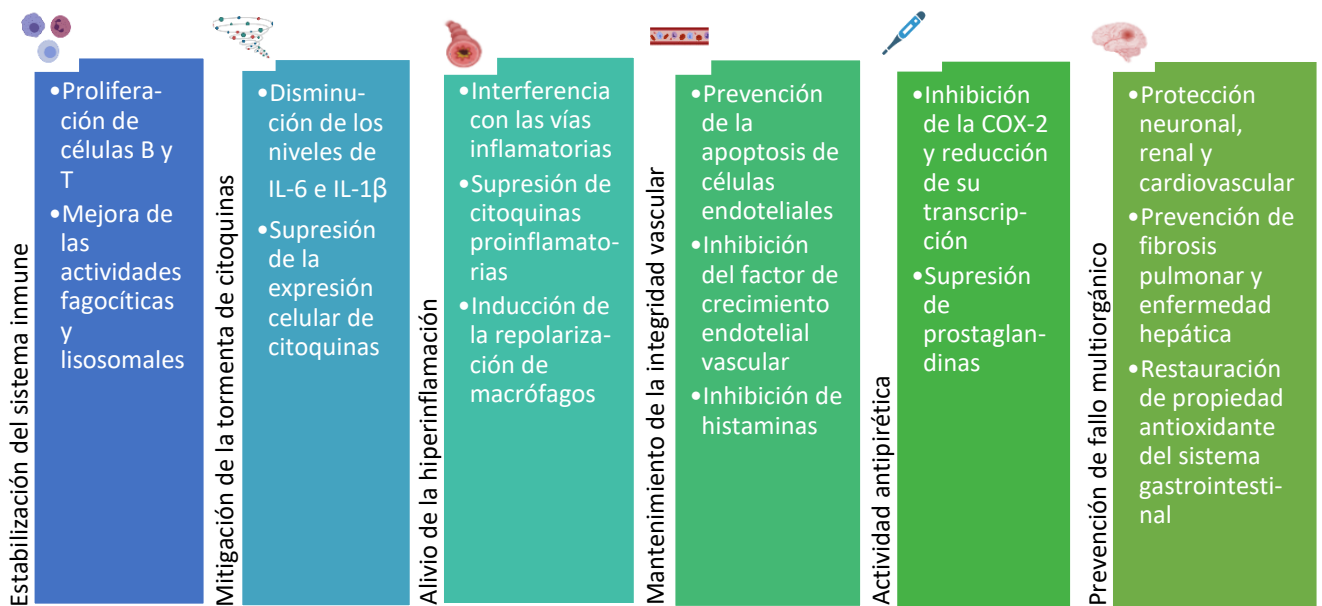 Estabilización del sistema inmune
•Prolifera-
ción de
células B y
T
•Mejora de
las
actividades
fagocíticas
y
lisosomales
Mitigación de la tormenta de citoquinas
•Disminu-
ción de los
niveles de
IL-6 e IL-1β
•Supresión
de la
expresión
celular de
citoquinas
Alivio de la hiperinflamación
•Interferencia
con las vías
inflamatorias
•Supresión de
citoquinas
proinflamato-
rias
•Inducción de
la repolariza-
ción de
macrófagos
Mantenimiento de la integridad vascular
•Prevención
de la
apoptosis de
células
endoteliales
•Inhibición
del factor de
crecimiento
endotelial
vascular
•Inhibición de
histaminas
Actividad antipirética
•Inhibición
de la COX-2
y reducción
de su
transcrip-
ción
•Supresión
de
prostaglan-
dinas
Prevención de fallo multiorgánico
•Protección
neuronal,
renal y
cardiovascular
•Prevención de
fibrosis
pulmonar y
enfermedad
hepática
•Restauración
de propiedad
antioxidante
del sistema
gastrointesti-
nal